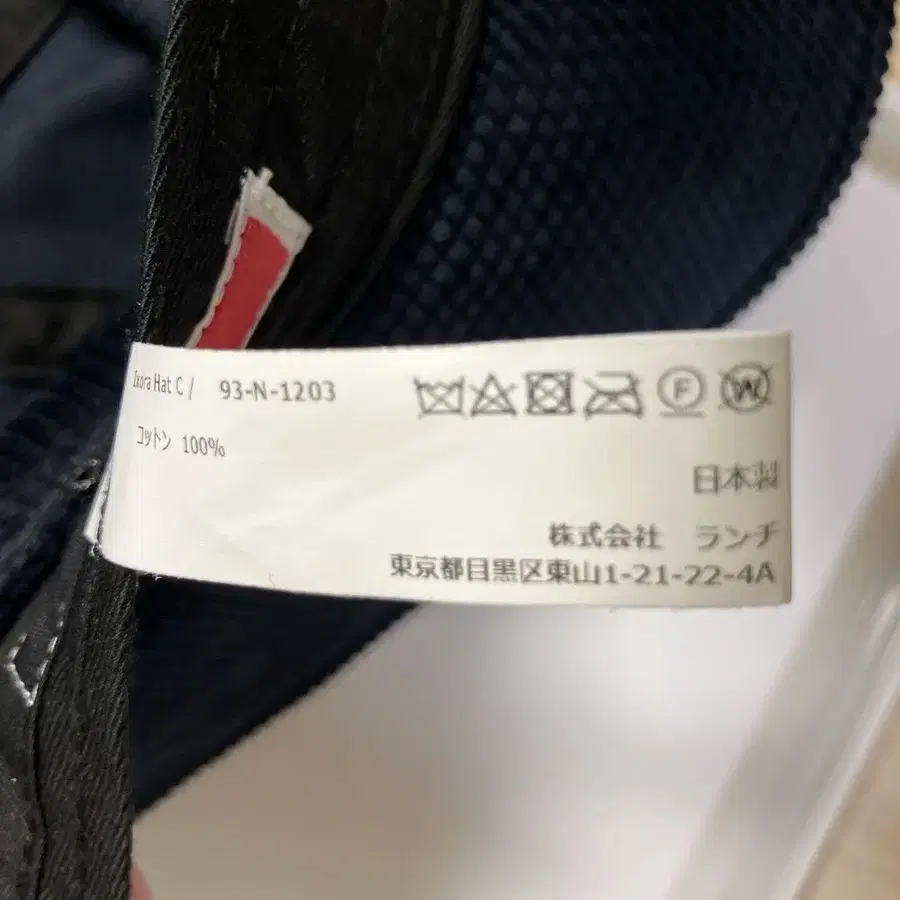 Ixora Hat C / 93-N-1203
コットン 100%
F W
日本製
株式会社 ランチ
東京都目黒区東山1-21-22-4A